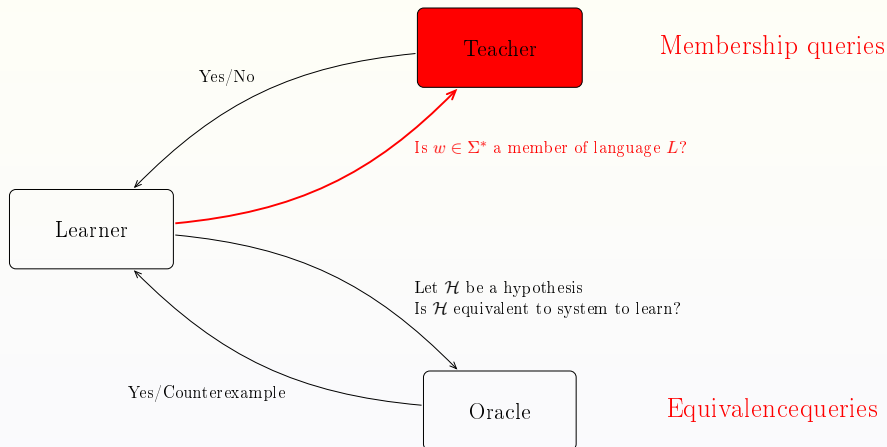 Teacher
Membership queries
Yes/No
Is w ∈ Σ* a member of language L?
Learner
Let ℋ be a hypothesis
Is ℋ equivalent to system to learn?
Yes/Counterexample
Oracle
Equivalencequeries